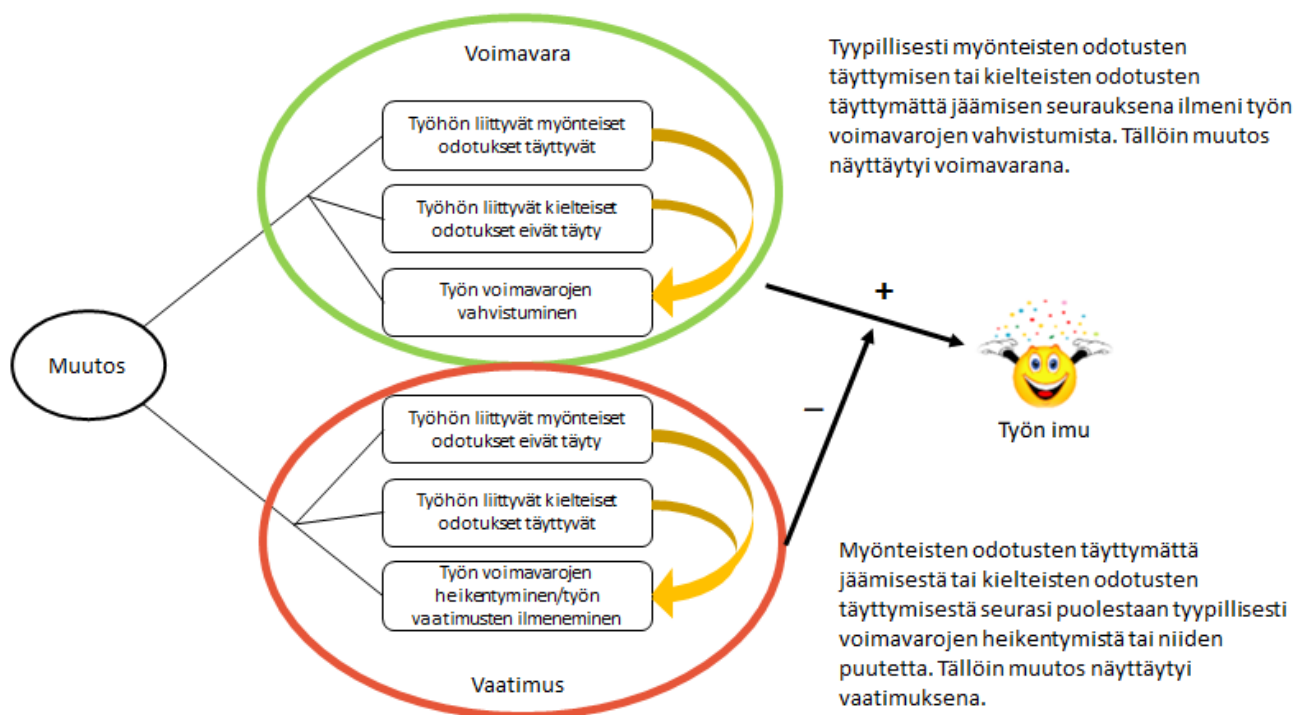 Voimavara
Työhön liittyvät myönteiset
odotukset täyttyvät
Työhön liittyvät kielteiset
odotukset eivät täyty
Työn voimavarojen
vahvistuminen
Tyypillisesti myönteisten odotusten
täyttymisen tai kielteisten odotusten
täyttymättä jäämisen seurauksena ilmeni työn
voimavarojen vahvistumista. Tällöin muutos
näyttäytyi voimavarana.
Muutos
+
–
Työn imu
Työhön liittyvät myönteiset
odotukset eivät täyty
Työhön liittyvät kielteiset
odotukset täyttyvät
Työn voimavarojen
heikentyminen/työn
vaatimusten ilmeneminen
Vaatimus
Myönteisten odotusten täyttymättä
jäämisestä tai kielteisten odotusten
täyttymisestä seurasi puolestaan tyypillisesti
voimavarojen heikentymistä tai niiden
puutetta. Tällöin muutos näyttäytyi
vaatimuksena.